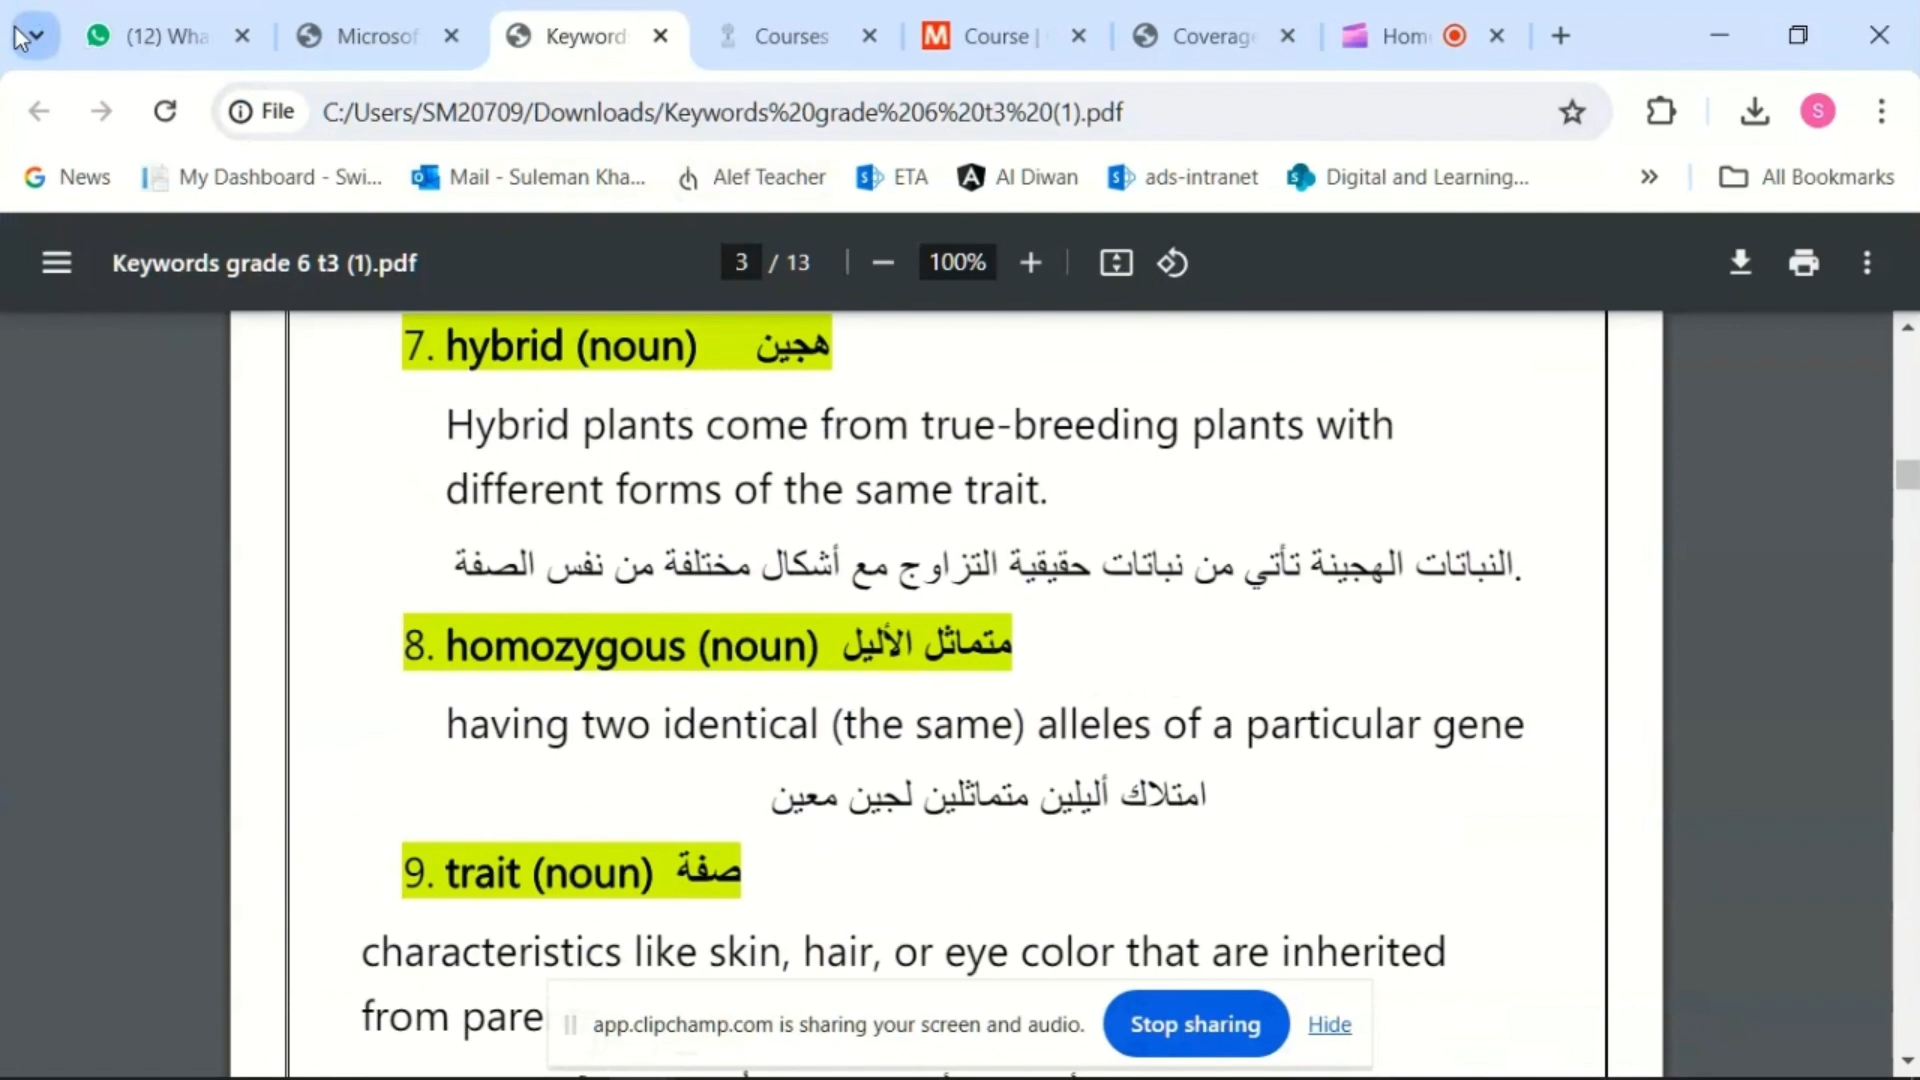 (12) Wha
Microsof
Keyword
Courses
Course |
Coverag
Hom
File
C:/Users/SM20709/Downloads/Keywords%20grade%206%20t3%20(1).pdf
S
News
My Dashboard - Swi...
Mail - Suleman Kha...
Alef Teacher
ETA
Al Diwan
ads-intranet
Digital and Learning...
All Bookmarks
Keywords grade 6 t3 (1).pdf
3 / 13
100%
7. hybrid (noun) هجين
Hybrid plants come from true-breeding plants with
different forms of the same trait.
النباتات الهجينة تأتي من نباتات حقيقية التزاوج مع أشكال مختلفة من نفس الصفة.
8. homozygous (noun) متماثل الأليل
having two identical (the same) alleles of a particular gene
امتلاك أليلين متماثلين لجين معين
9. trait (noun) صفة
characteristics like skin, hair, or eye color that are inherited
from pare
app.clipchamp.com is sharing your screen and audio.
Stop sharing
Hide